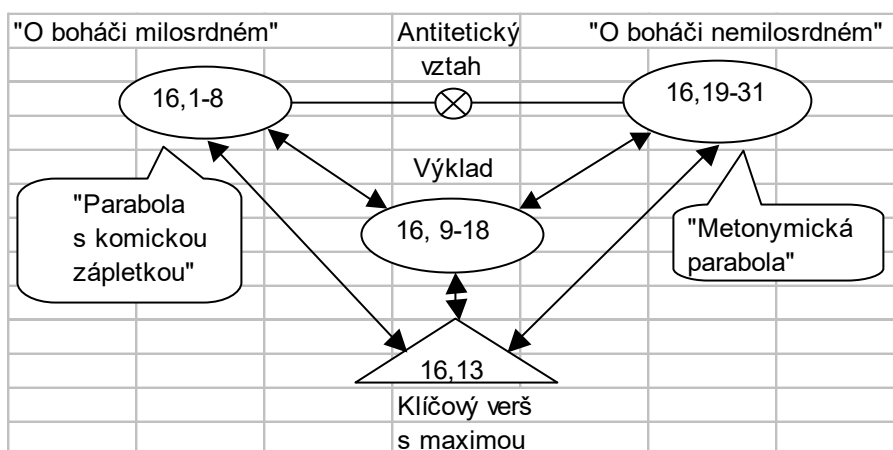 "O boháči milosrdném"
Antitetický
"O boháči nemilosrdném"
vztah
16,1-8
16,19-31
Výklad
"Parabola
s komickou
zápletkou"
16, 9-18
"Metonymická
parabola"
16,13
Klíčový verš
s maximou